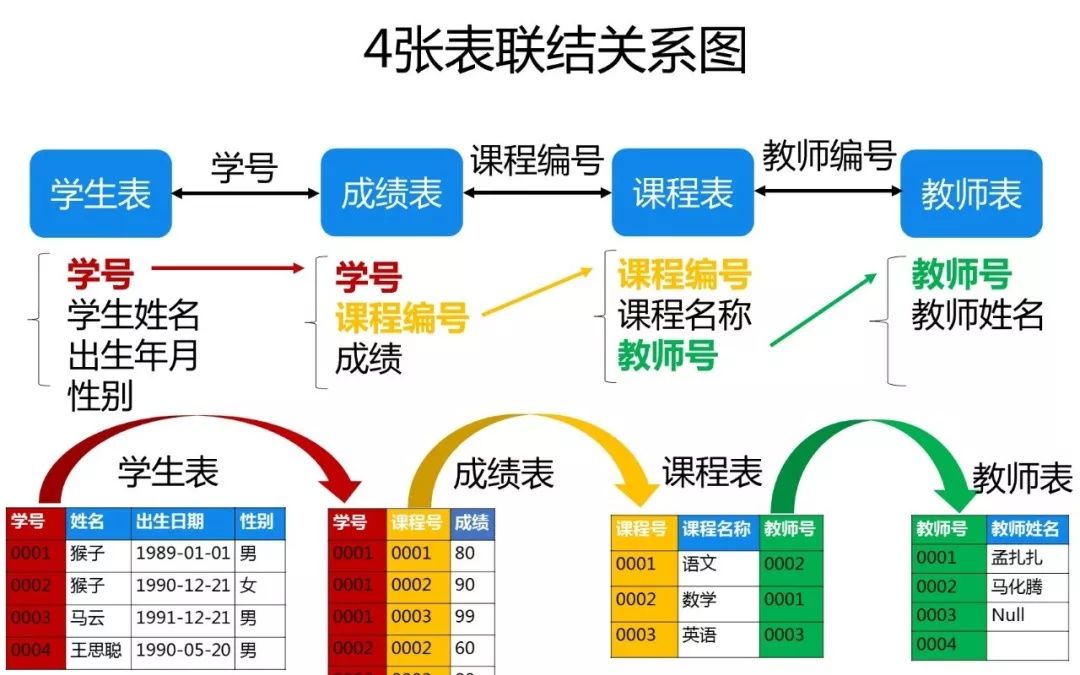 4张表联结关系图
学生表 学号 成绩表 课程编号 课程表 教师编号 教师表
学号
学生姓名
出生年月
性别
学号
课程编号
成绩
课程编号
课程名称
教师号
教师号
教师姓名
学生表
学号 姓名 出生日期 性别
0001 猴子 1989-01-01 男
0002 猴子 1990-12-21 女
0003 马云 1991-12-21 男
0004 王思聪 1990-05-20 男
成绩表
学号 课程号 成绩
0001 0001 80
0001 0002 90
0001 0003 99
0002 0002 60
课程表
课程号 课程名称 教师号
0001 语文 0002
0002 数学 0001
0003 英语 0003
教师表
教师号 教师姓名
0001 孟扎扎
0002 马化腾
0003 Null
0004